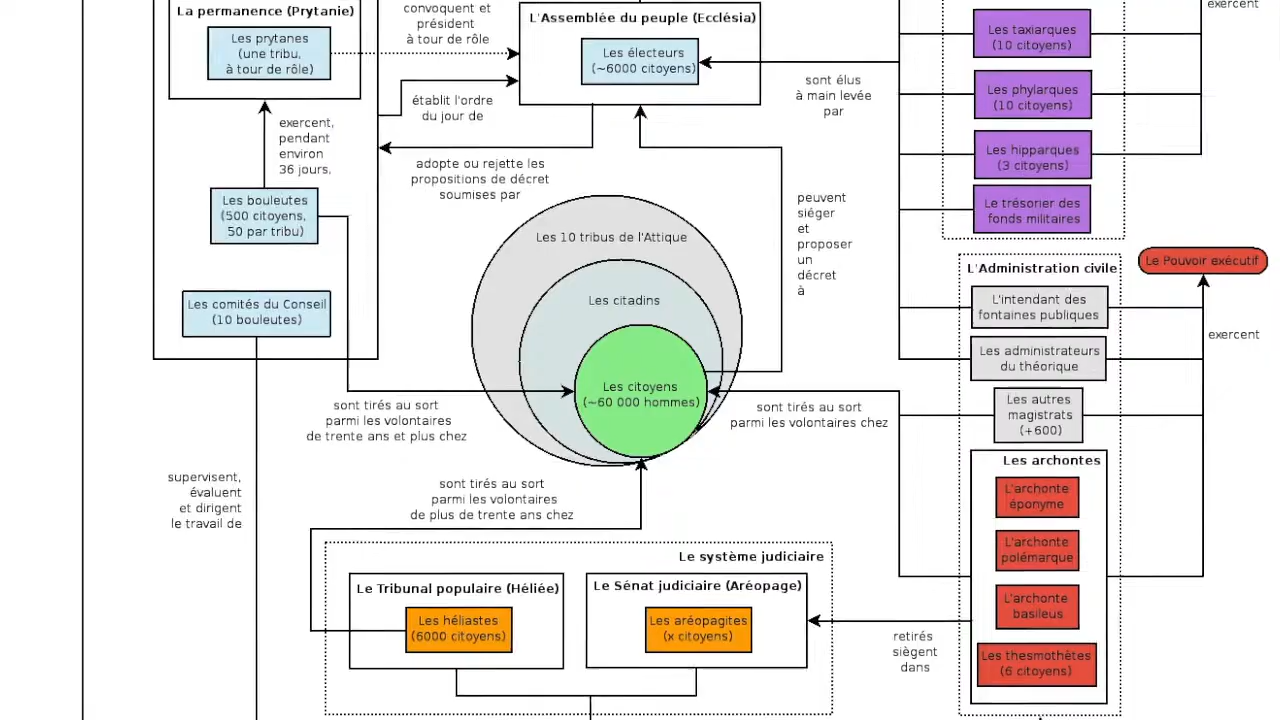 La permanence (Prytanie)
Les prytanes
(une tribu,
à tour de rôle)
convoquent et
président
à tour de rôle
L'Assemblée du peuple (Ecclésia)
Les électeurs
(~6000 citoyens)
exercent
Les taxiarques
(10 citoyens)
Les phylarques
(10 citoyens)
Les hipparques
(3 citoyens)
Le trésorier des
fonds militaires
sont élus
à main levée
par
établit l'ordre
du jour de
exercent,
pendant
environ
36 jours,
adopte ou rejette les
propositions de décret
soumises par
Les bouleutes
(500 citoyens,
50 par tribu)
peuvent
siéger
et
proposer
un
décret
à
Les 10 tribus de l'Attique
Les citadins
Les citoyens
(~60 000 hommes)
Les comités du Conseil
(10 bouleutes)
L'Administration civile
Le Pouvoir exécutif
L'intendant des
fontaines publiques
exercent
Les administrateurs
du théorique
Les autres
magistrats
(+600)
sont tirés au sort
parmi les volontaires
de trente ans et plus chez
sont tirés au sort
parmi les volontaires chez
Les archontes
L'archonte
éponyme
L'archonte
polémarque
L'archonte
basileus
Les thesmothètes
(6 citoyens)
supervisent,
évaluent
et dirigent
le travail de
sont tirés au sort
parmi les volontaires
de plus de trente ans chez
Le système judiciaire
Le Tribunal populaire (Héliée)
Les héliastes
(6000 citoyens)
Le Sénat judiciaire (Aréopage)
Les aréopagites
(x citoyens)
retirés
siègent
dans